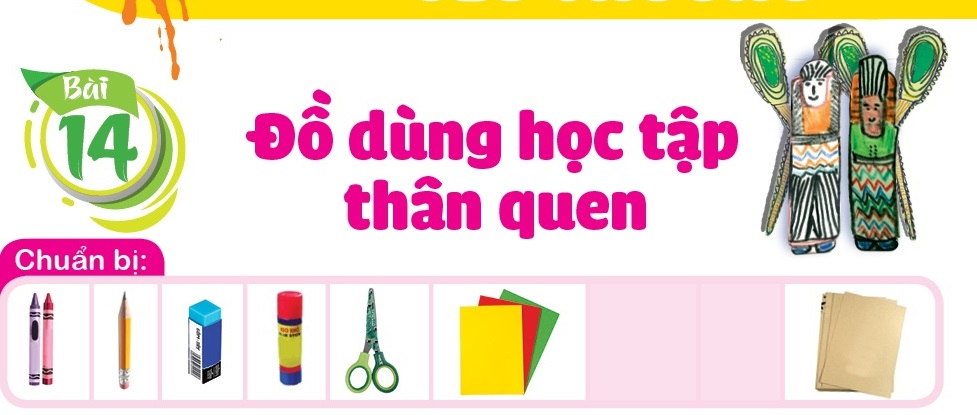 Bài
14
Đồ dùng học tập
thân quen
Chuẩn bị: